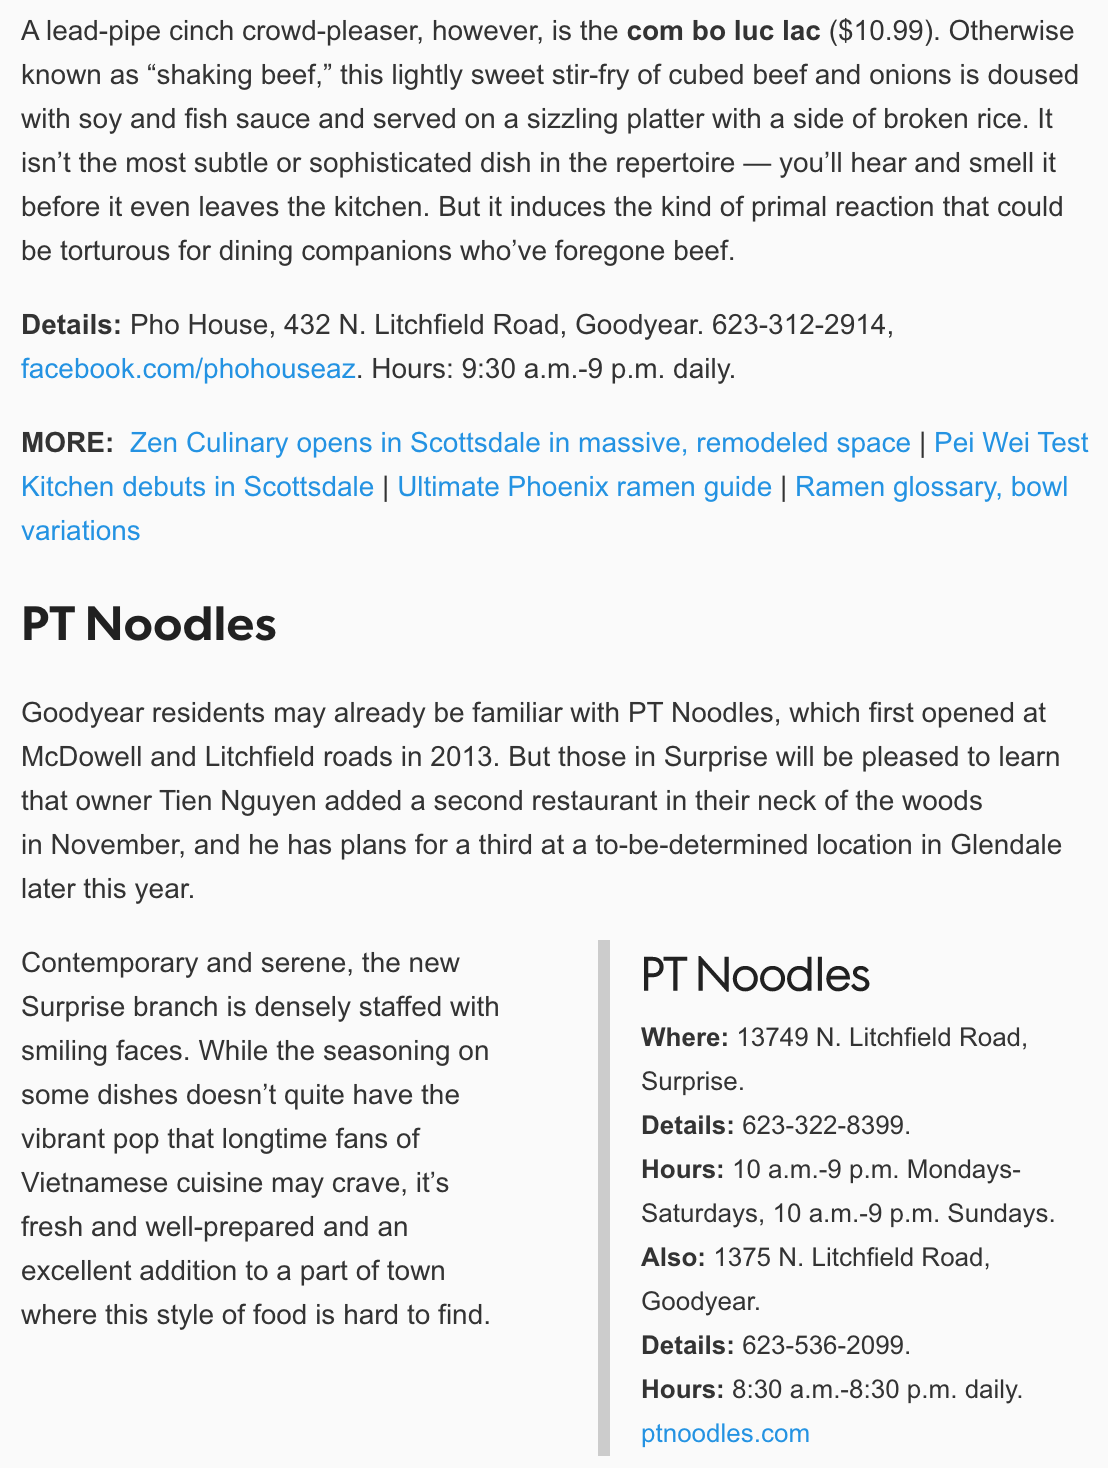 A lead-pipe cinch crowd-pleaser, however, is the com bo luc lac ($10.99). Otherwise
known as “shaking beef,” this lightly sweet stir-fry of cubed beef and onions is doused
with soy and fish sauce and served on a sizzling platter with a side of broken rice. It
isn’t the most subtle or sophisticated dish in the repertoire — you’ll hear and smell it
before it even leaves the kitchen. But it induces the kind of primal reaction that could
be torturous for dining companions who’ve foregone beef.
Details: Pho House, 432 N. Litchfield Road, Goodyear. 623-312-2914,
facebook.com/phohouseaz. Hours: 9:30 a.m.-9 p.m. daily.
MORE: Zen Culinary opens in Scottsdale in massive, remodeled space | Pei Wei Test
Kitchen debuts in Scottsdale | Ultimate Phoenix ramen guide | Ramen glossary, bowl
variations
PT Noodles
Goodyear residents may already be familiar with PT Noodles, which first opened at
McDowell and Litchfield roads in 2013. But those in Surprise will be pleased to learn
that owner Tien Nguyen added a second restaurant in their neck of the woods
in November, and he has plans for a third at a to-be-determined location in Glendale
later this year.
Contemporary and serene, the new
Surprise branch is densely staffed with
smiling faces. While the seasoning on
some dishes doesn’t quite have the
vibrant pop that longtime fans of
Vietnamese cuisine may crave, it’s
fresh and well-prepared and an
excellent addition to a part of town
where this style of food is hard to find.
PT Noodles
Where: 13749 N. Litchfield Road,
Surprise.
Details: 623-322-8399.
Hours: 10 a.m.-9 p.m. Mondays-
Saturdays, 10 a.m.-9 p.m. Sundays.
Also: 1375 N. Litchfield Road,
Goodyear.
Details: 623-536-2099.
Hours: 8:30 a.m.-8:30 p.m. daily.
ptnoodles.com